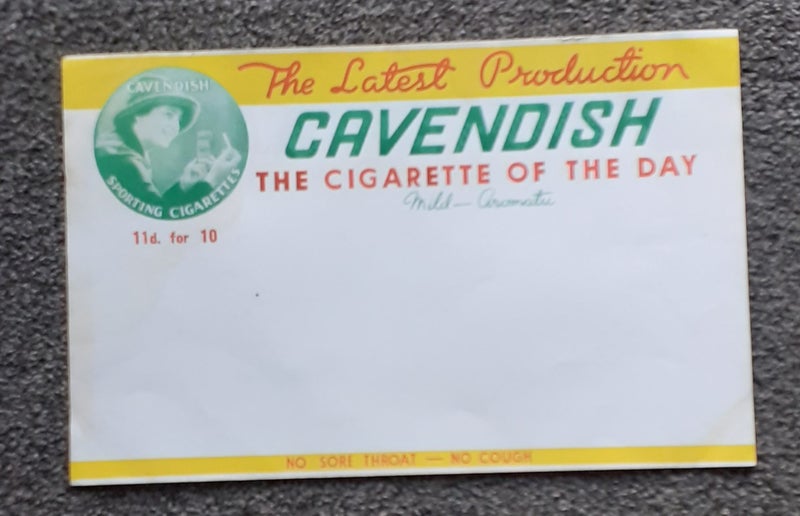 The Latest Production
CAVENDISH
THE CIGARETTE OF THE DAY
Mild — Aromatic
CAVENDISH
SPORTING CIGARETTES
11d. for 10
NO SORE THROAT — NO COUGH